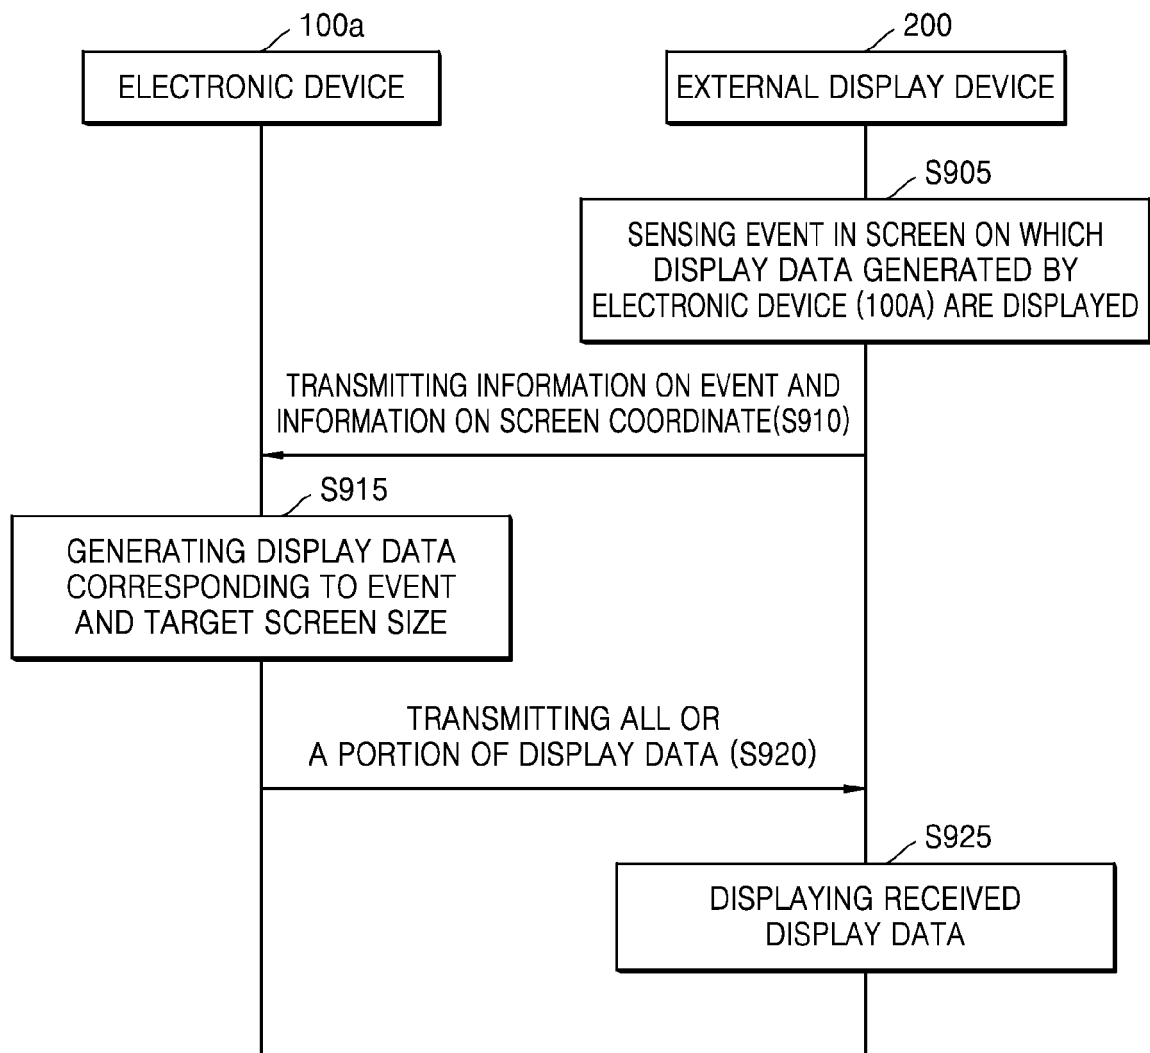 100a
200
ELECTRONIC DEVICE
EXTERNAL DISPLAY DEVICE
S905
SENSING EVENT IN SCREEN ON WHICH
DISPLAY DATA GENERATED BY
ELECTRONIC DEVICE (100A) ARE DISPLAYED
TRANSMITTING INFORMATION ON EVENT AND
INFORMATION ON SCREEN COORDINATE(S910)
S915
GENERATING DISPLAY DATA
CORRESPONDING TO EVENT
AND TARGET SCREEN SIZE
TRANSMITTING ALL OR
A PORTION OF DISPLAY DATA (S920)
S925
DISPLAYING RECEIVED
DISPLAY DATA